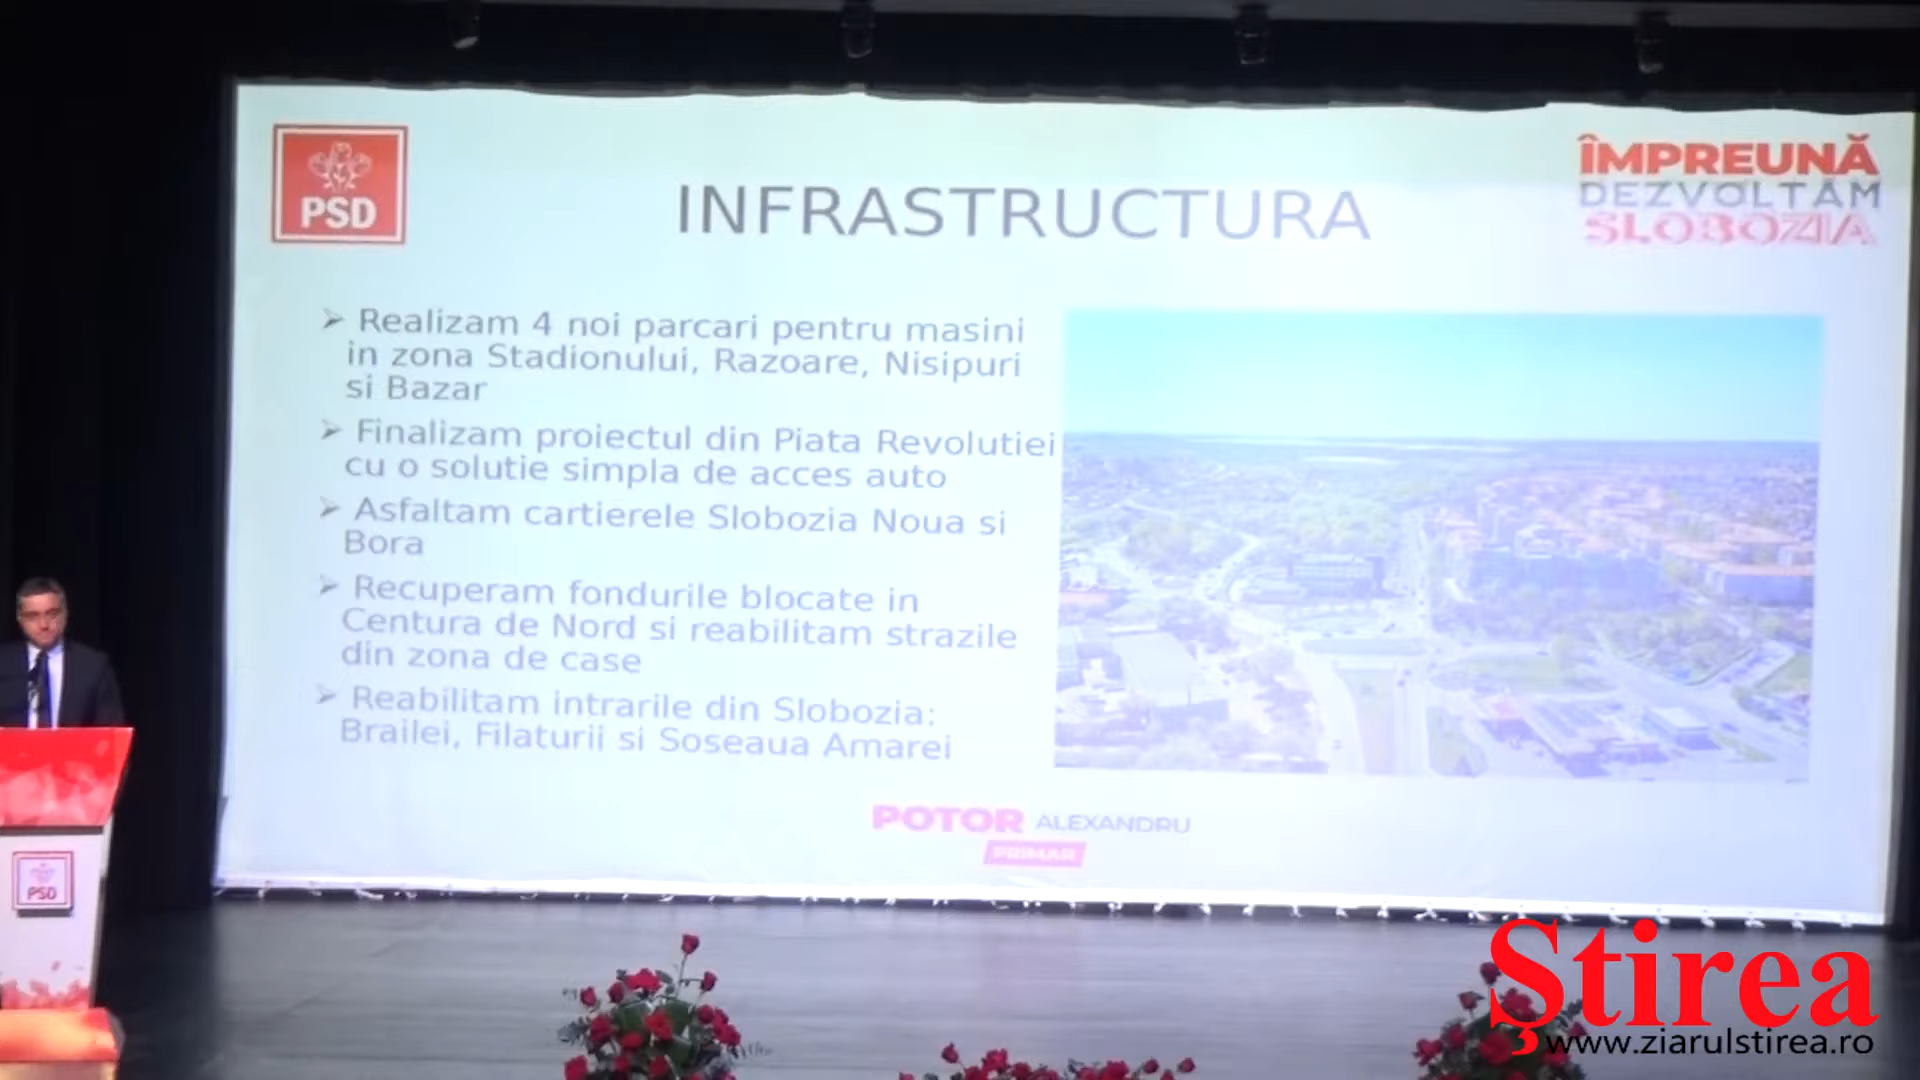 PSD
ÎMPREUNĂ
DEZVOLTĂM
SLOBOZIA
INFRASTRUCTURA
➢ Realizam 4 noi parcari pentru masini
in zona Stadionului, Razoare, Nisipuri
si Bazar
➢ Finalizam proiectul din Piata Revolutiei
cu o solutie simpla de acces auto
➢ Asfaltam cartierele Slobozia Noua si
Bora
➢ Recuperam fondurile blocate in
Centura de Nord si reabilitam strazile
din zona de case
➢ Reabilitam intrarile din Slobozia:
Brailei, Filaturii si Soseaua Amarei
POTOR ALEXANDRU
PRIMAR
PSD
Știrea
www.ziarulstirea.ro